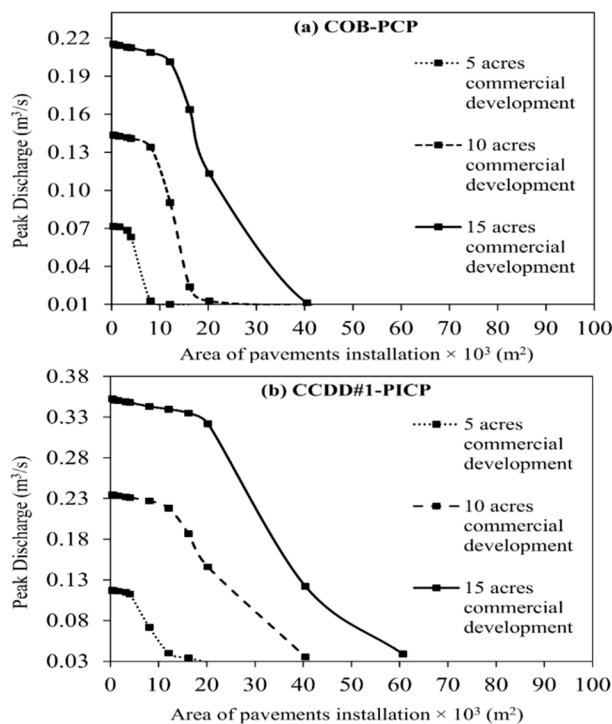 (a) COB-PCP
Peak Discharge (m³/s)
0.22
0.19
0.16
0.13
0.10
0.07
0.04
0.01
5 acres
commercial
development
10 acres
commercial
development
15 acres
commercial
development
0 10 20 30 40 50 60 70 80 90 100
Area of pavements installation × 10³ (m²)
(b) CCDD#1-PICP
Peak Discharge (m³/s)
0.38
0.33
0.28
0.23
0.18
0.13
0.08
0.03
5 acres
commercial
development
10 acres
commercial
development
15 acres
commercial
development
0 10 20 30 40 50 60 70 80 90 100
Area of pavements installation × 10³ (m²)